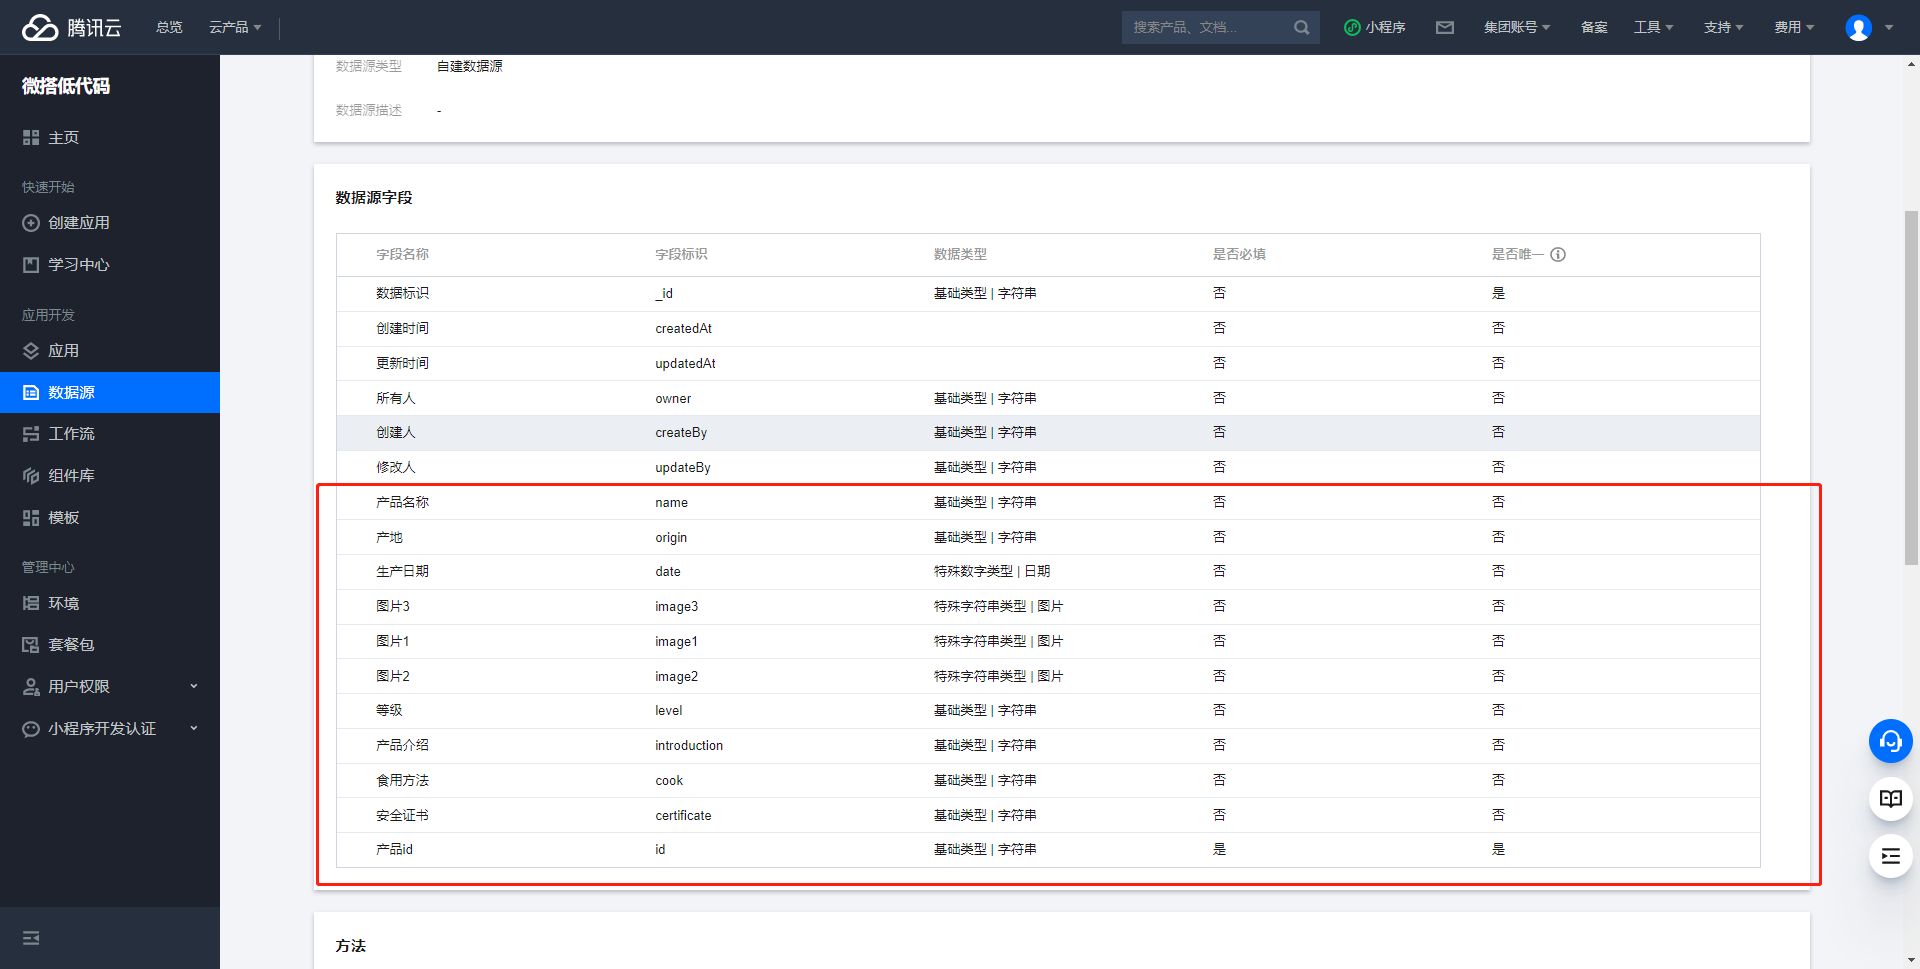 腾讯云 总览 云产品 搜索产品、文档... 小程序 集团账号 备案 工具 支持 费用
微搭低代码
主页
快速开始
创建应用
学习中心
应用开发
应用
数据源
工作流
组件库
模板
管理中心
环境
套餐包
用户权限
小程序开发认证
数据源类型 自建数据源
数据源描述 -
数据源字段
字段名称 字段标识 数据类型 是否必填 是否唯一
数据标识 _id 基础类型 | 字符串 否 是
创建时间 createdAt 否 否
更新时间 updatedAt 否 否
所有人 owner 基础类型 | 字符串 否 否
创建人 createBy 基础类型 | 字符串 否 否
修改人 updateBy 基础类型 | 字符串 否 否
产品名称 name 基础类型 | 字符串 否 否
产地 origin 基础类型 | 字符串 否 否
生产日期 date 特殊数字类型 | 日期 否 否
图片3 image3 特殊字符串类型 | 图片 否 否
图片1 image1 特殊字符串类型 | 图片 否 否
图片2 image2 特殊字符串类型 | 图片 否 否
等级 level 基础类型 | 字符串 否 否
产品介绍 introduction 基础类型 | 字符串 否 否
食用方法 cook 基础类型 | 字符串 否 否
安全证书 certificate 基础类型 | 字符串 否 否
产品id id 基础类型 | 字符串 是 是
方法